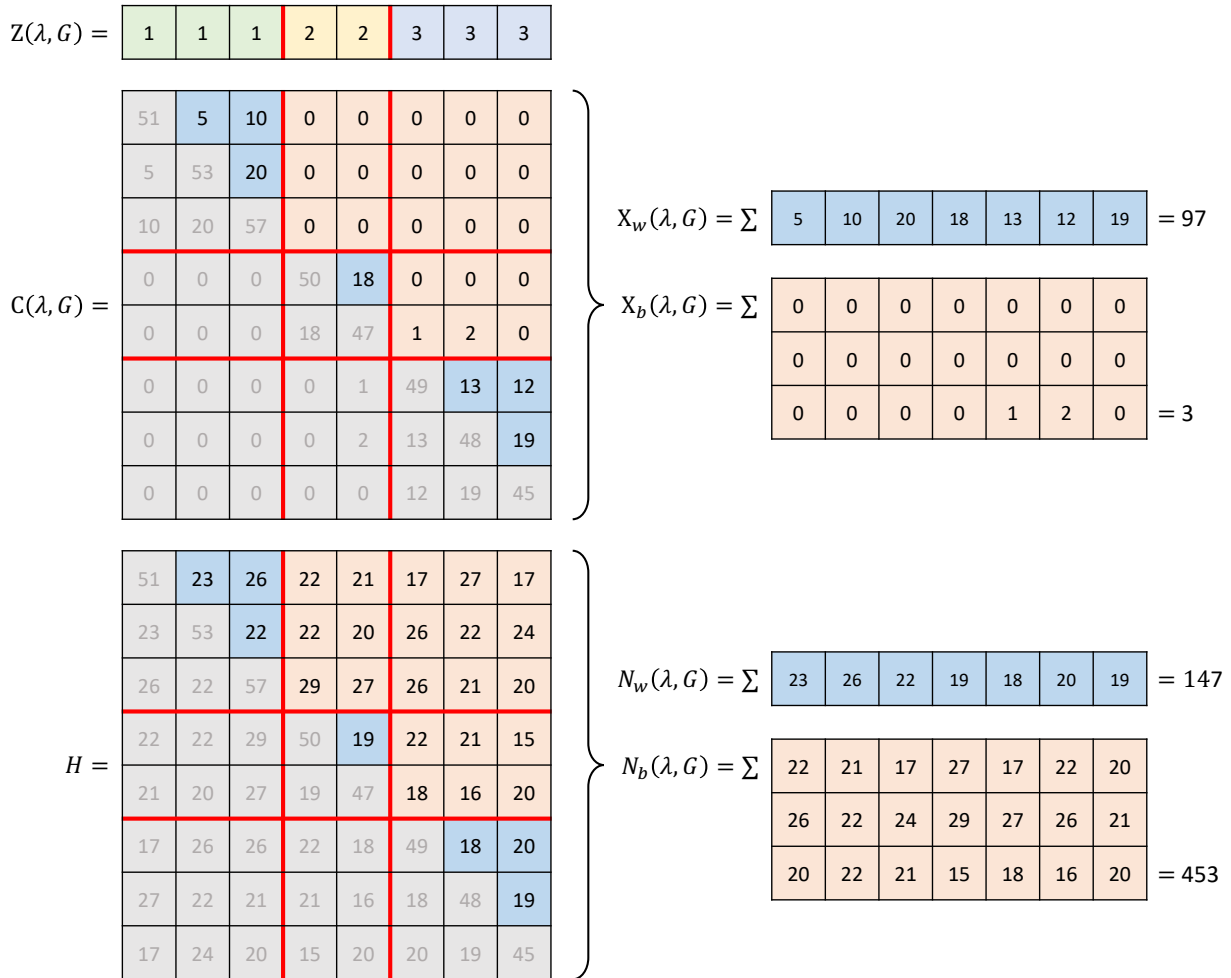 Z(λ, G) = 1 1 1 2 2 3 3 3
51 5 10 0 0 0 0 0
5 53 20 0 0 0 0 0
10 20 57 0 0 0 0 0
C(λ, G) = 0 0 0 50 18 0 0 0
0 0 0 18 47 1 2 0
0 0 0 0 1 49 13 12
0 0 0 0 2 13 48 19
0 0 0 0 0 12 19 45
X_w(λ, G) = Σ 5 10 20 18 13 12 19 = 97
X_b(λ, G) = Σ 0 0 0 0 0 0 0
0 0 0 0 0 0 0
0 0 0 0 1 2 0 = 3
51 23 26 22 21 17 27 17
23 53 22 22 20 26 22 24
26 22 57 29 27 26 21 20
H = 22 22 29 50 19 22 21 15
21 20 27 19 47 18 16 20
17 26 26 22 18 49 18 20
27 22 21 21 16 18 48 19
17 24 20 15 20 20 19 45
N_w(λ, G) = Σ 23 26 22 19 18 20 19 = 147
N_b(λ, G) = Σ 22 21 17 27 17 22 20
26 22 24 29 27 26 21
20 22 21 15 18 16 20 = 453